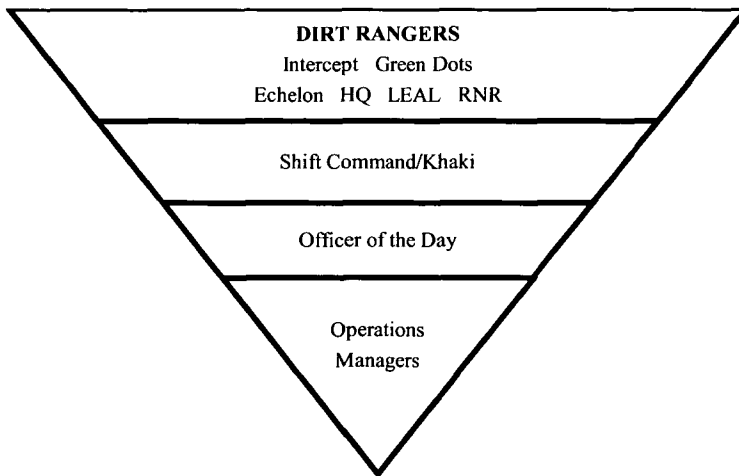 DIRT RANGERS
Intercept Green Dots
Echelon HQ LEAL RNR
Shift Command/Khaki
Officer of the Day
Operations
Managers